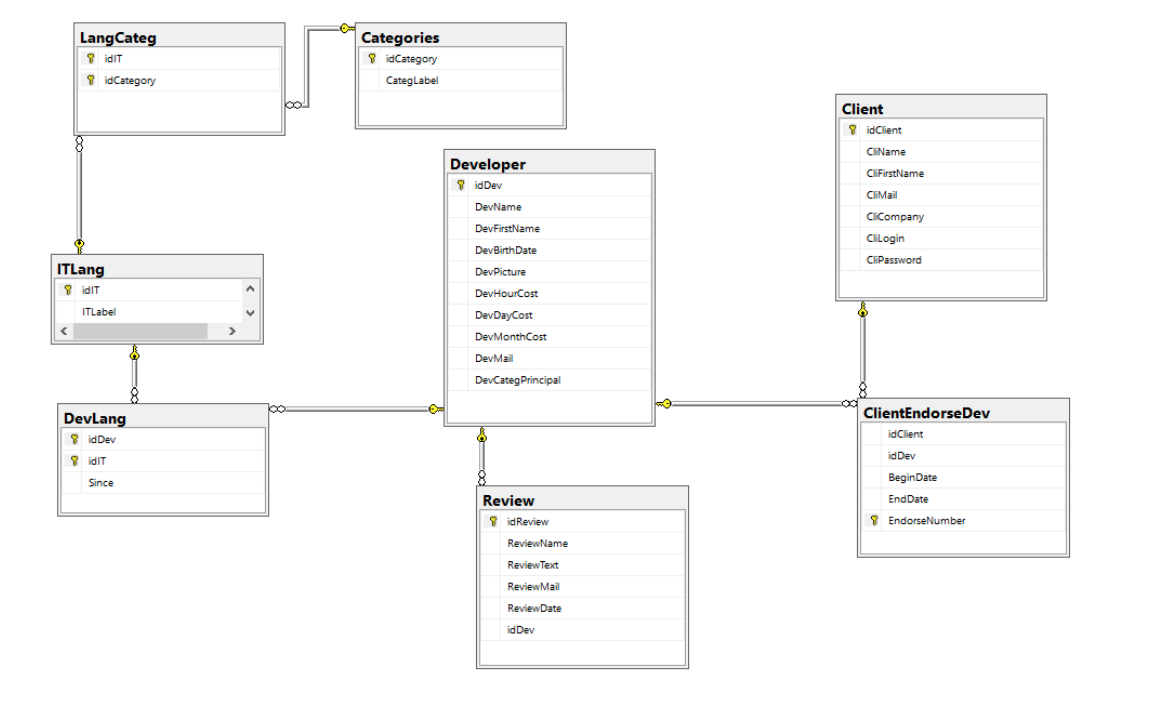 LangCateg
idIT
idCategory
Categories
idCategory
CategLabel
Client
idClient
CliName
CliFirstName
CliMail
CliCompany
CliLogin
CliPassword
Developer
idDev
DevName
DevFirstName
DevBirthDate
DevPicture
DevHourCost
DevDayCost
DevMonthCost
DevMail
DevCategPrincipal
ITLang
idIT
ITLabel
DevLang
idDev
idIT
Since
ClientEndorseDev
idClient
idDev
BeginDate
EndDate
EndorseNumber
Review
idReview
ReviewName
ReviewText
ReviewMail
ReviewDate
idDev